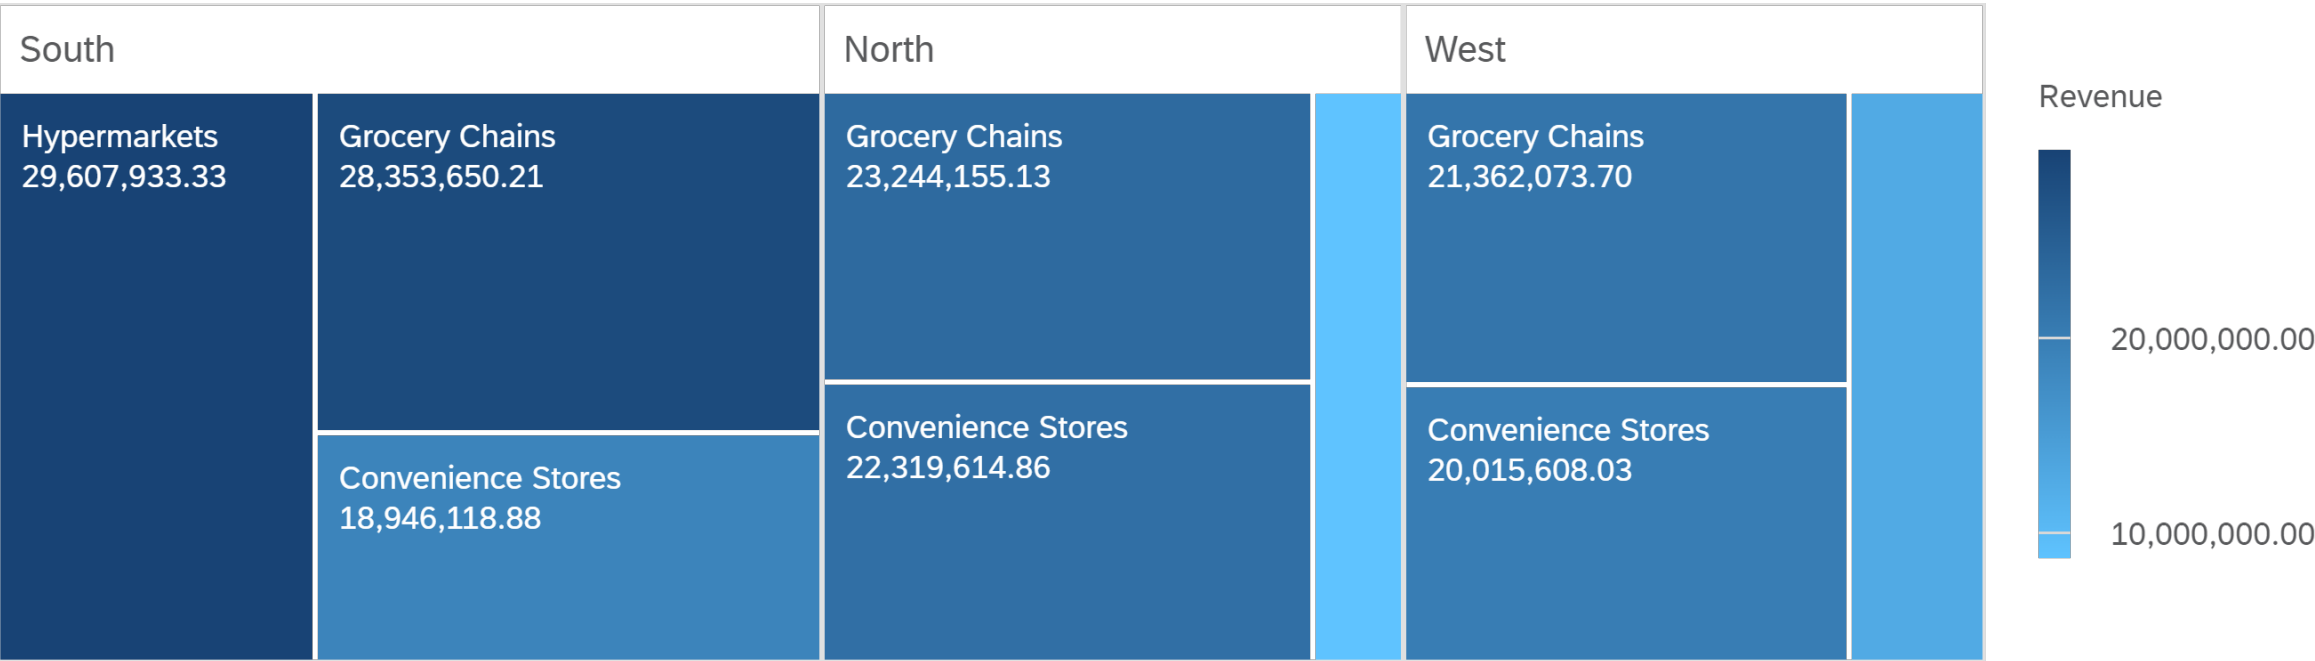 South
Hypermarkets
29,607,933.33
Grocery Chains
28,353,650.21
Convenience Stores
18,946,118.88
North
Grocery Chains
23,244,155.13
Convenience Stores
22,319,614.86
West
Grocery Chains
21,362,073.70
Convenience Stores
20,015,608.03
Revenue
20,000,000.00
10,000,000.00